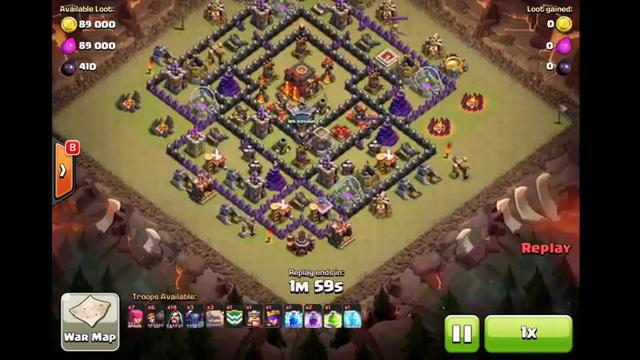 Available Loot:
Loot gained:
89 000
0
89 000
0
410
0
8
Replay
Replay ends in:
1M 59S
Troops Available:
War Map
1x